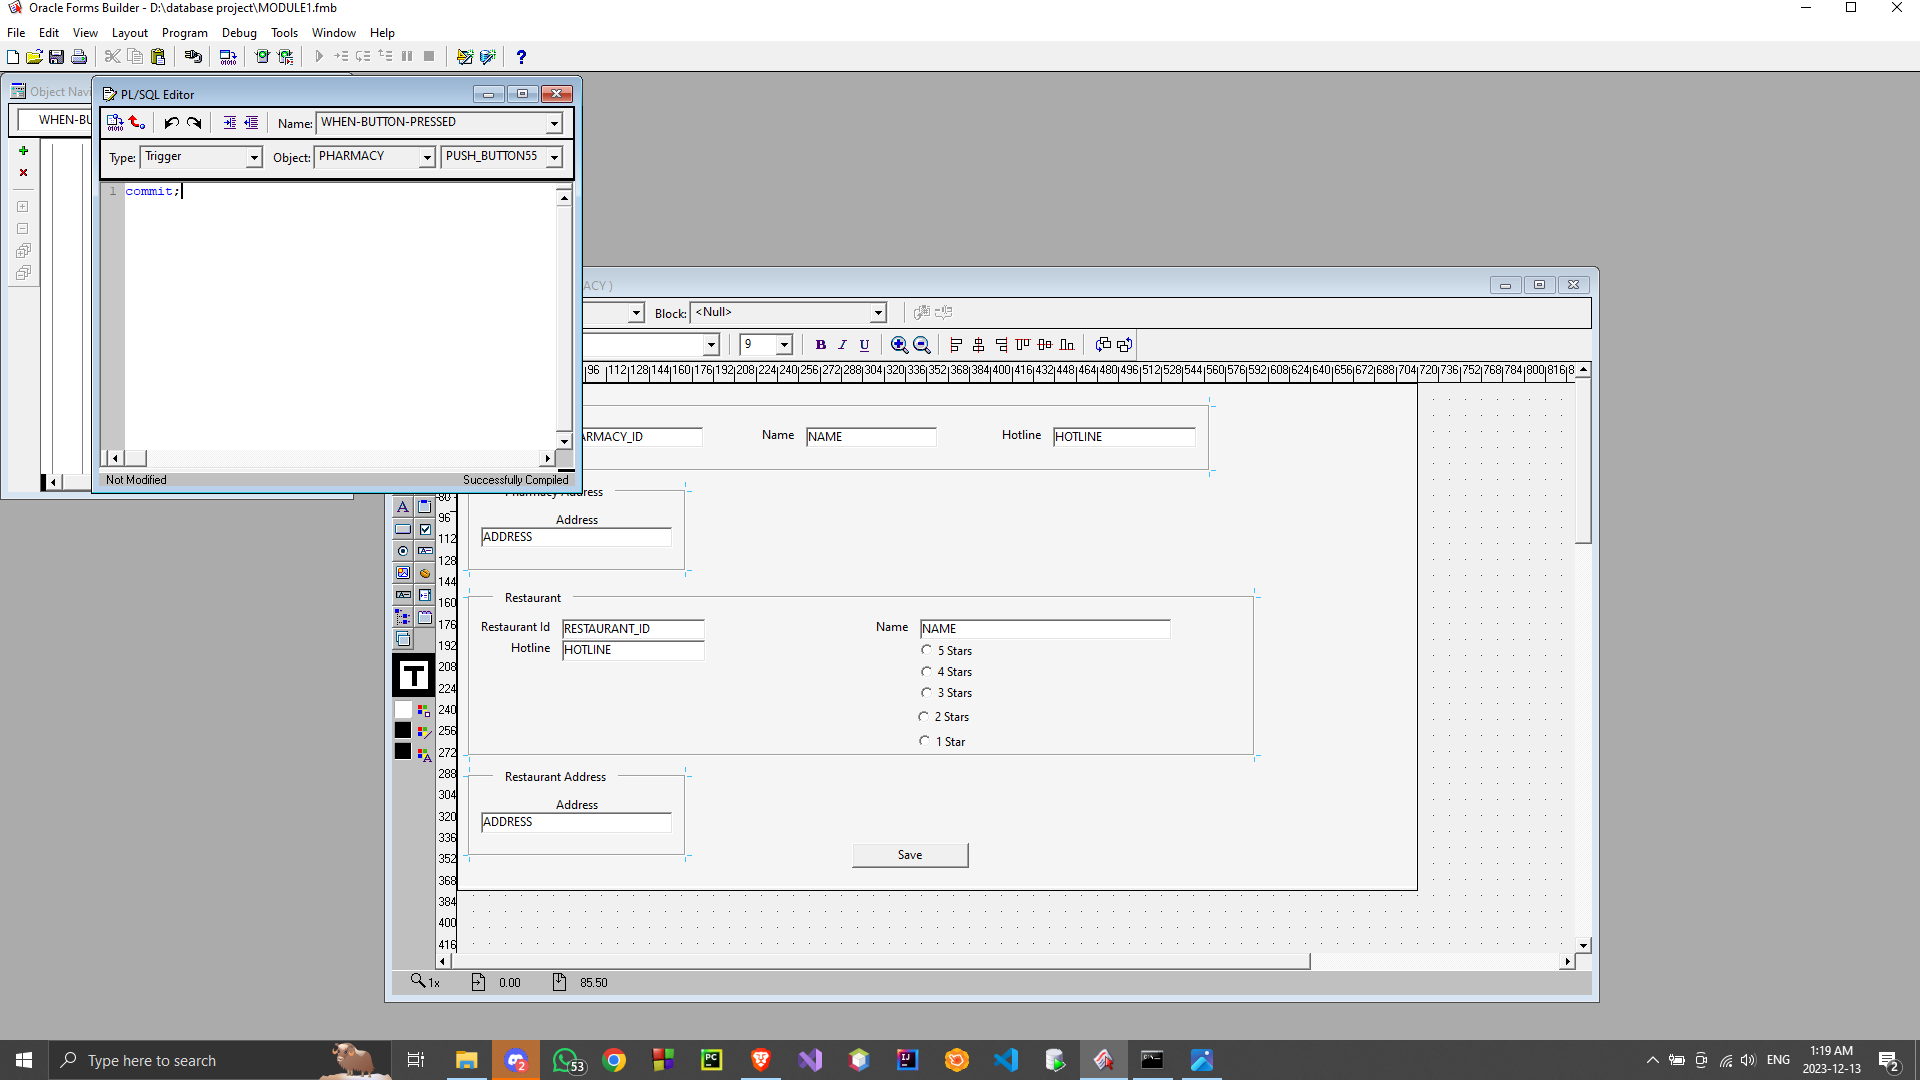 Oracle Forms Builder - D:\database project\MODULE1.fmb
File Edit View Layout Program Debug Tools Window Help
Object Navi
WHEN-BU
PL/SQL Editor
Name: WHEN-BUTTON-PRESSED
Type: Trigger Object: PHARMACY PUSH_BUTTON55
1 commit;
Not Modified Successfully Compiled
ACY )
Block: <Null>
9 B I U
96 112 128 144 160 176 192 208 224 240 256 272 288 304 320 336 352 368 384 400 416 432 448 464 480 496 512 528 544 560 576 592 608 624 640 656 672 688 704 720 736 752 768 784 800 816 8
ARMACY_ID Name NAME Hotline HOTLINE
Pharmacy Address
Address
ADDRESS
Restaurant
Restaurant Id RESTAURANT_ID Name NAME
Hotline HOTLINE
5 Stars
4 Stars
3 Stars
2 Stars
1 Star
Restaurant Address
Address
ADDRESS
Save
80
96
112
128
144
160
176
192
208
224
240
256
272
288
304
320
336
352
368
384
400
416
1x 0.00 85.50
Type here to search
2
53
PC
IJ
ENG
1:19 AM
2023-12-13
2